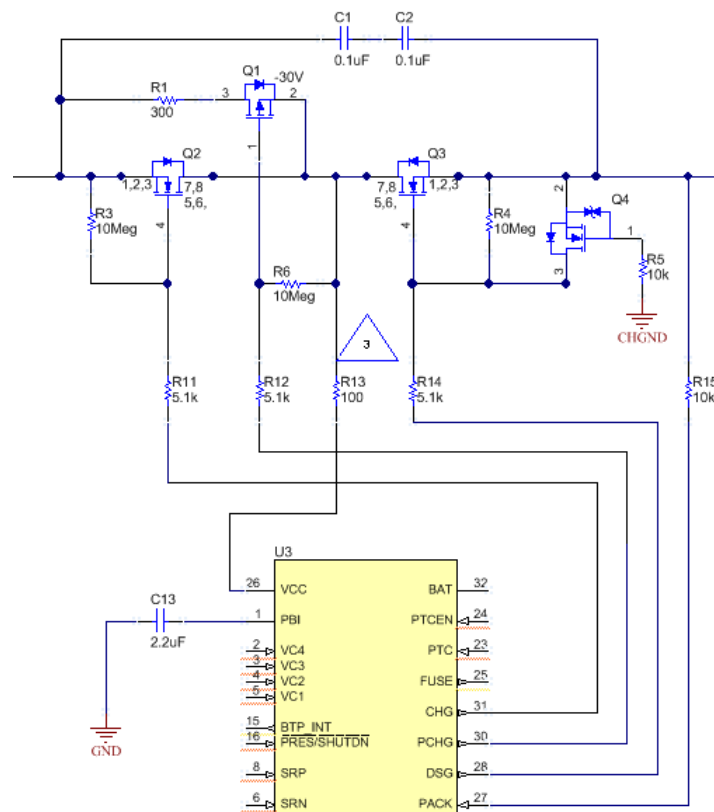 C1 C2
0.1uF 0.1uF
Q1 -30V
R1 3 2
300
1
Q2 Q3
1,2,3 7,8 7,8 1,2,3
5,6, 5,6,
2 Q4
R3 4 4 R4 1
10Meg 10Meg
R5
10k
R6 3
10Meg
CHGND
3
R11 R12 R13 R14 R15
5.1k 5.1k 100 5.1k 10k
U3
26 VCC BAT 32
C13 1 PBI PTCEN 24
2.2uF
2 VC4 PTC 23
3 VC3
4 VC2 FUSE 25
5 VC1
CHG 31
15 BTP_INT
16 PRES/SHUTDN PCHG 30
GND
8 SRP DSG 28
6 SRN PACK 27